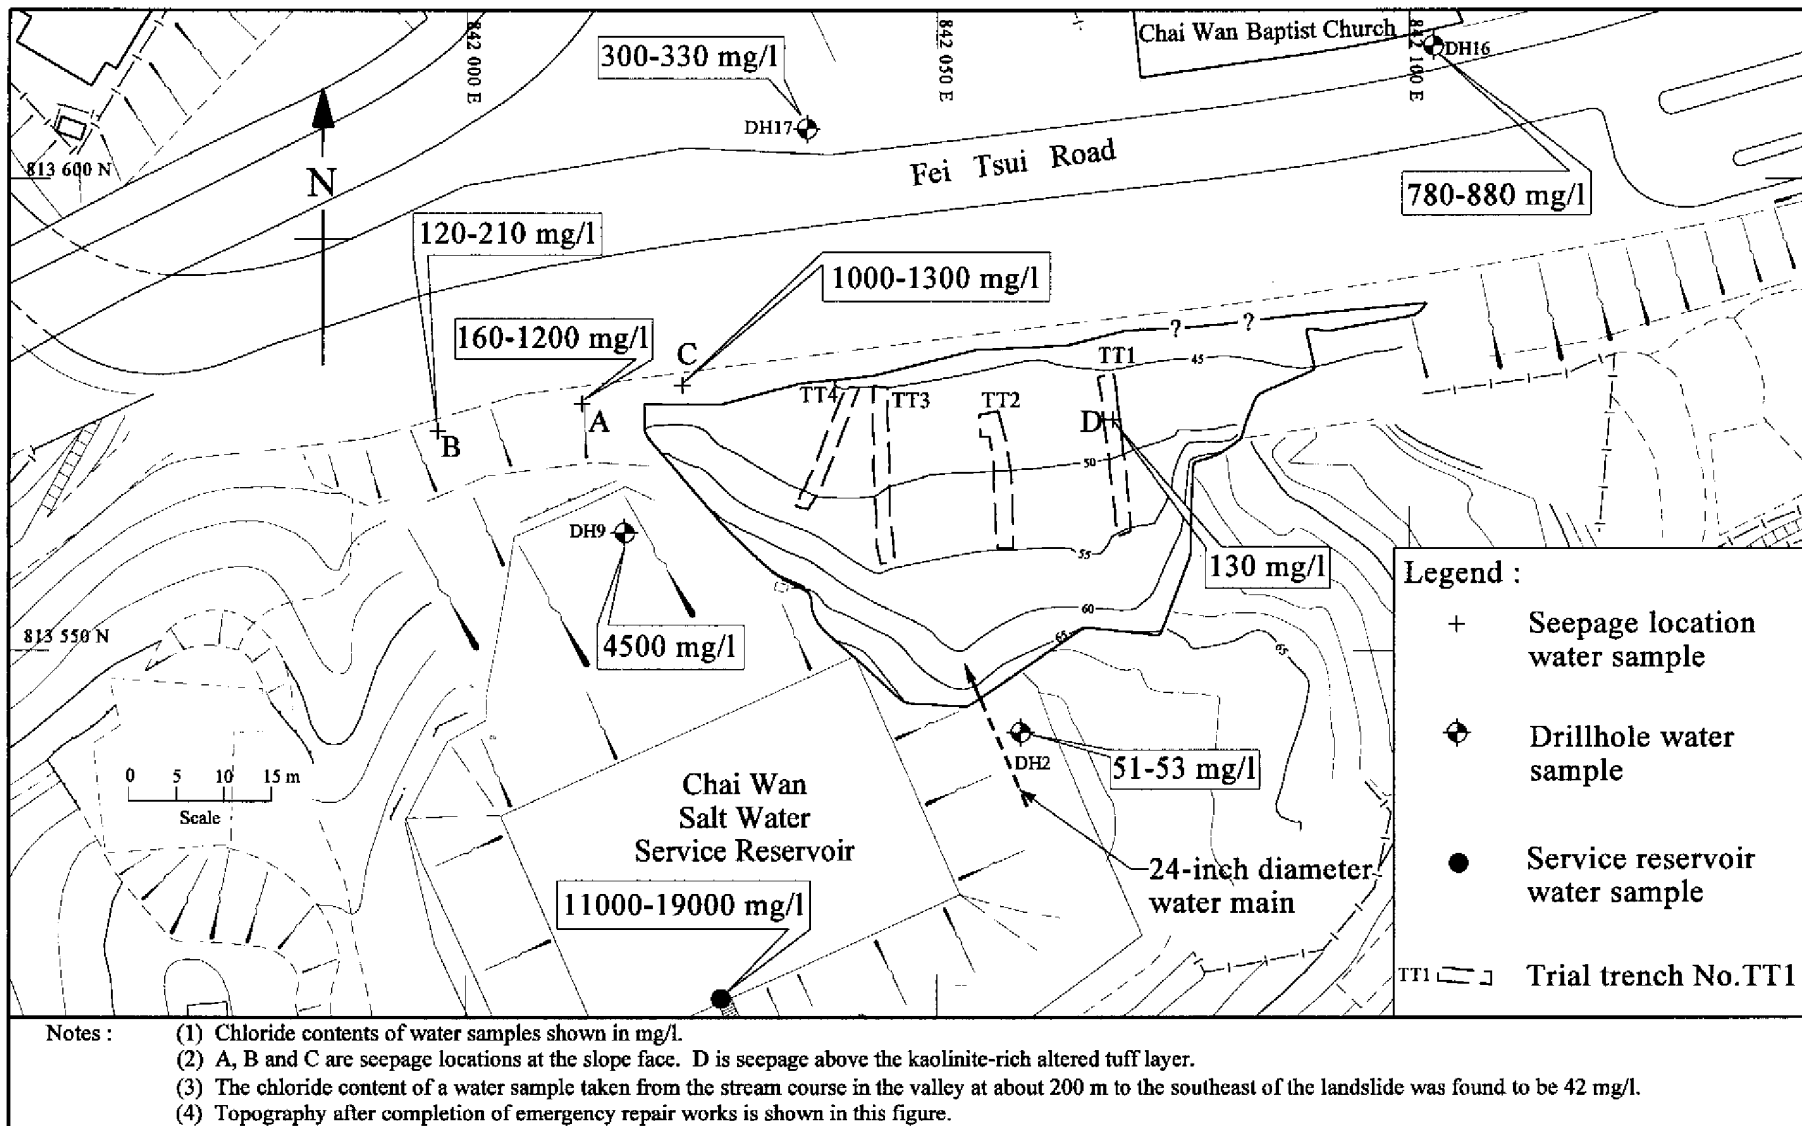 Chai Wan Baptist Church
842 000 E
842 050 E
842 100 E
DH16
300-330 mg/l
DH17
813 600 N
N
Fei Tsui Road
780-880 mg/l
120-210 mg/l
1000-1300 mg/l
160-1200 mg/l
C
?
?
TT1
45
TT4
TT3
TT2
A
B
D
50
DH9
55
130 mg/l
4500 mg/l
60
65
65
813 550 N
51-53 mg/l
DH2
0 5 10 15 m
Scale
Chai Wan
Salt Water
Service Reservoir
24-inch diameter
water main
11000-19000 mg/l
Legend :
+ Seepage location
water sample
Drillhole water
sample
Service reservoir
water sample
TT1 Trial trench No.TT1
Notes : (1) Chloride contents of water samples shown in mg/l.
(2) A, B and C are seepage locations at the slope face. D is seepage above the kaolinite-rich altered tuff layer.
(3) The chloride content of a water sample taken from the stream course in the valley at about 200 m to the southeast of the landslide was found to be 42 mg/l.
(4) Topography after completion of emergency repair works is shown in this figure.